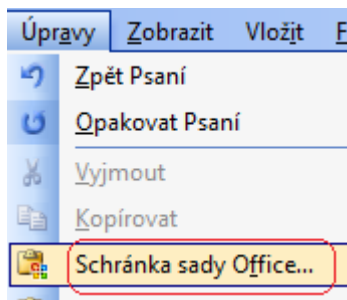 Úpravy Zobrazit Vložit F
Zpět Psaní
Opakovat Psaní
Vyjmout
Kopírovat
Schránka sady Office...